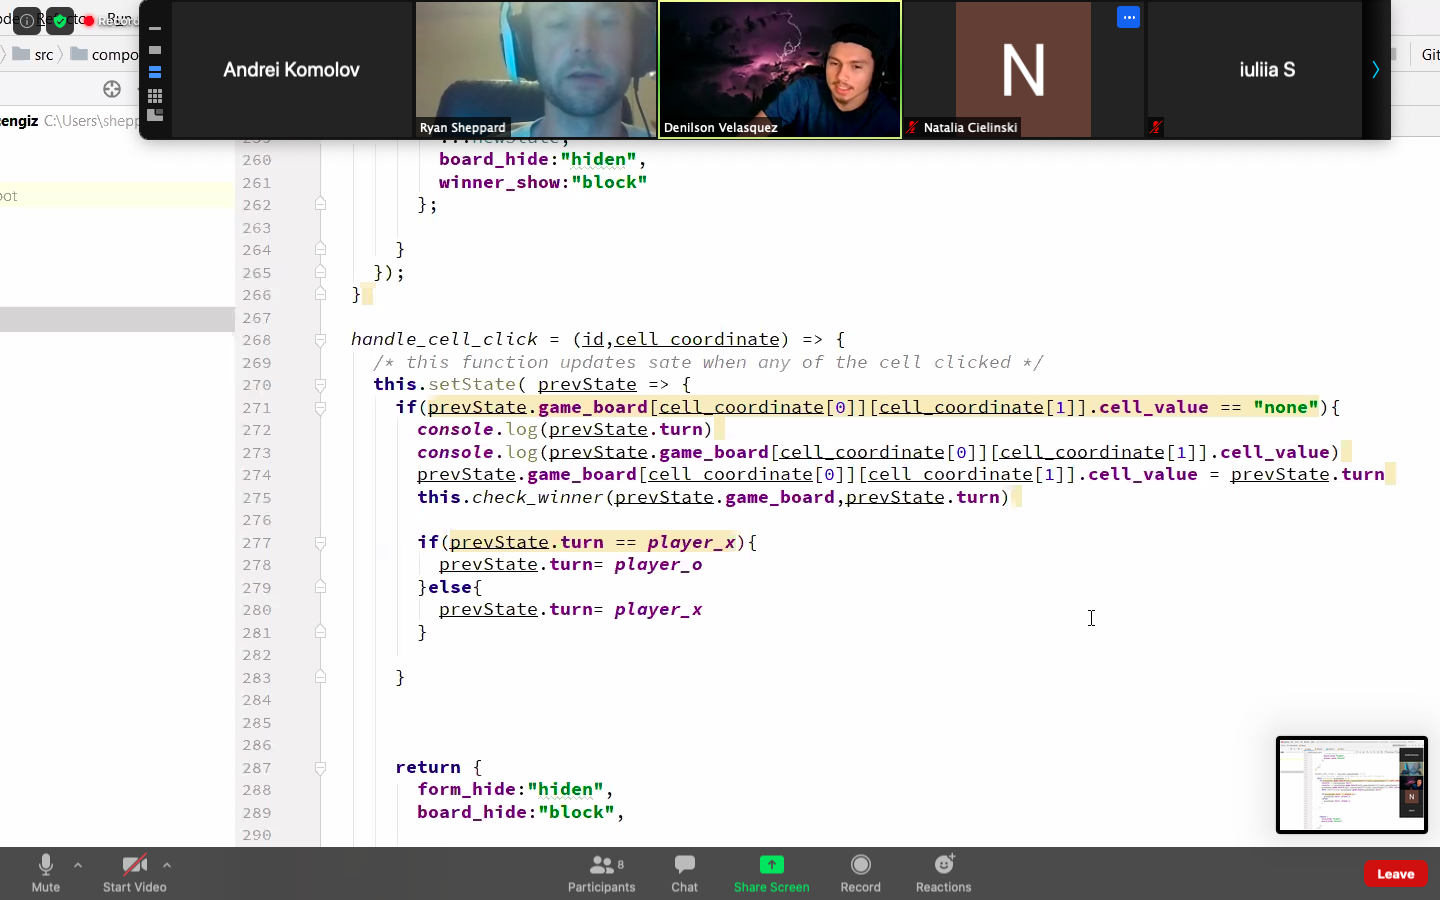 Record
src
compo
Git
engiz C:\Users\shepp
oot
Andrei Komolov
Ryan Sheppard
Denilson Velasquez
N
Natalia Cielinski
iuliia S
260 board_hide:"hiden",
261 winner_show:"block"
262 };
263
264 }
265 });
266 }
267
268 handle_cell_click = (id,cell_coordinate) => {
269 /* this function updates sate when any of the cell clicked */
270 this.setState( prevState => {
271 if(prevState.game_board[cell_coordinate[0]][cell_coordinate[1]].cell_value == "none"){
272 console.log(prevState.turn)
273 console.log(prevState.game_board[cell_coordinate[0]][cell_coordinate[1]].cell_value)
274 prevState.game_board[cell_coordinate[0]][cell_coordinate[1]].cell_value = prevState.turn
275 this.check_winner(prevState.game_board,prevState.turn)
276
277 if(prevState.turn == player_x){
278 prevState.turn= player_o
279 }else{
280 prevState.turn= player_x
281 }
282
283 }
284
285
286
287 return {
288 form_hide:"hiden",
289 board_hide:"block",
290
Mute
Start Video
Participants 8
Chat
Share Screen
Record
Reactions
Leave